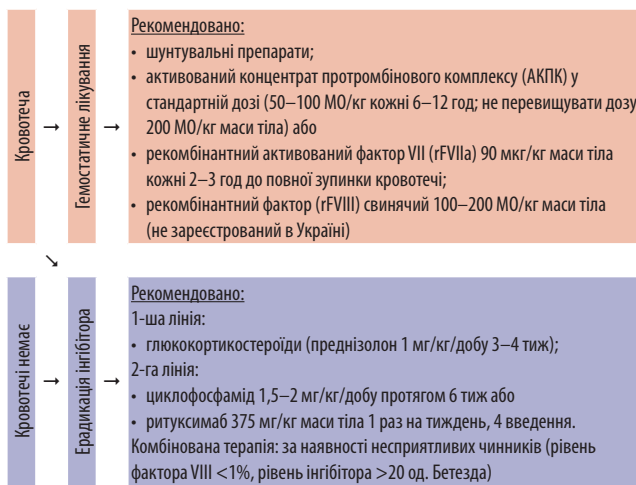 Кровотеча
→
Гемостатичне лікування
→
Рекомендовано:
• шунтувальні препарати;
• активований концентрат протромбінового комплексу (АКПК) у
стандартній дозі (50–100 МО/кг кожні 6–12 год; не перевищувати дозу
200 МО/кг маси тіла) або
• рекомбінантний активований фактор VII (rFVIIa) 90 мкг/кг маси тіла
кожні 2–3 год до повної зупинки кровотечі;
• рекомбінантний фактор (rFVIII) свинячий 100–200 МО/кг маси тіла
(не зареєстрований в Україні)
↘
Кровотечі немає
→
Ерадикація інгібітора
→
Рекомендовано:
1-ша лінія:
• глюкокортикостероїди (преднізолон 1 мг/кг/добу 3–4 тиж);
2-га лінія:
• циклофосфамід 1,5–2 мг/кг/добу протягом 6 тиж або
• ритуксимаб 375 мг/кг маси тіла 1 раз на тиждень, 4 введення.
Комбінована терапія: за наявності несприятливих чинників (рівень
фактора VIII <1%, рівень інгібітора >20 од. Бетезда)